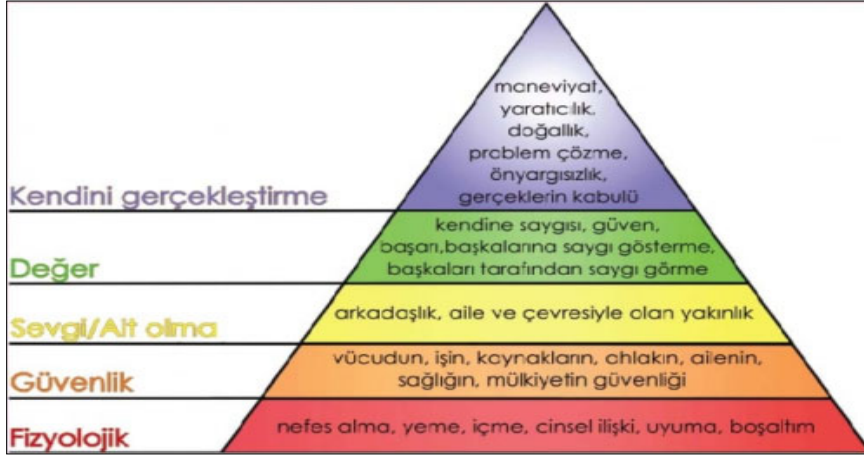 maneviyat,
yaratıcılık,
doğallık,
problem çözme,
önyargısızlık,
gerçeklerin kabulü
Kendini gerçekleştirme
kendine saygısı, güven,
başarı,başkalarına saygı gösterme,
başkaları tarafından saygı görme
Değer
arkadaşlık, aile ve çevresiyle olan yakınlık
Sevgi/Ait olma
vücudun, işin, kaynakların, ahlakın, ailenin,
sağlığın, mülkiyetin güvenliği
Güvenlik
nefes alma, yeme, içme, cinsel ilişki, uyuma, boşaltım
Fizyolojik